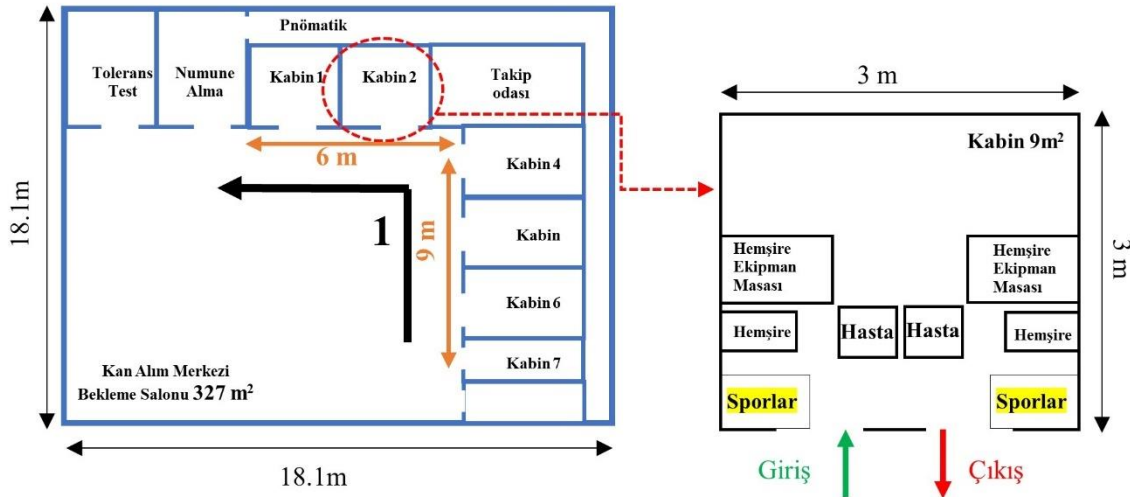 Pnömatik
Tolerans
Test
Numune
Alma
Kabin 1
Kabin 2
Takip
odası
6 m
Kabin 4
1
9 m
Kabin
Kabin 6
Kabin 7
Kan Alım Merkezi
Bekleme Salonu 327 m²
18.1m
18.1m
3 m
Kabin 9m²
3 m
Hemşire
Ekipman
Masası
Hemşire
Ekipman
Masası
Hemşire
Hasta
Hasta
Hemşire
Sporlar
Sporlar
Giriş
Çıkış